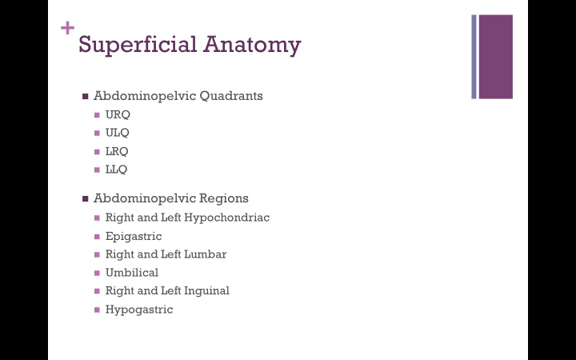 +
Superficial Anatomy
Abdominopelvic Quadrants
URQ
ULQ
LRQ
LLQ
Abdominopelvic Regions
Right and Left Hypochondriac
Epigastric
Right and Left Lumbar
Umbilical
Right and Left Inguinal
Hypogastric